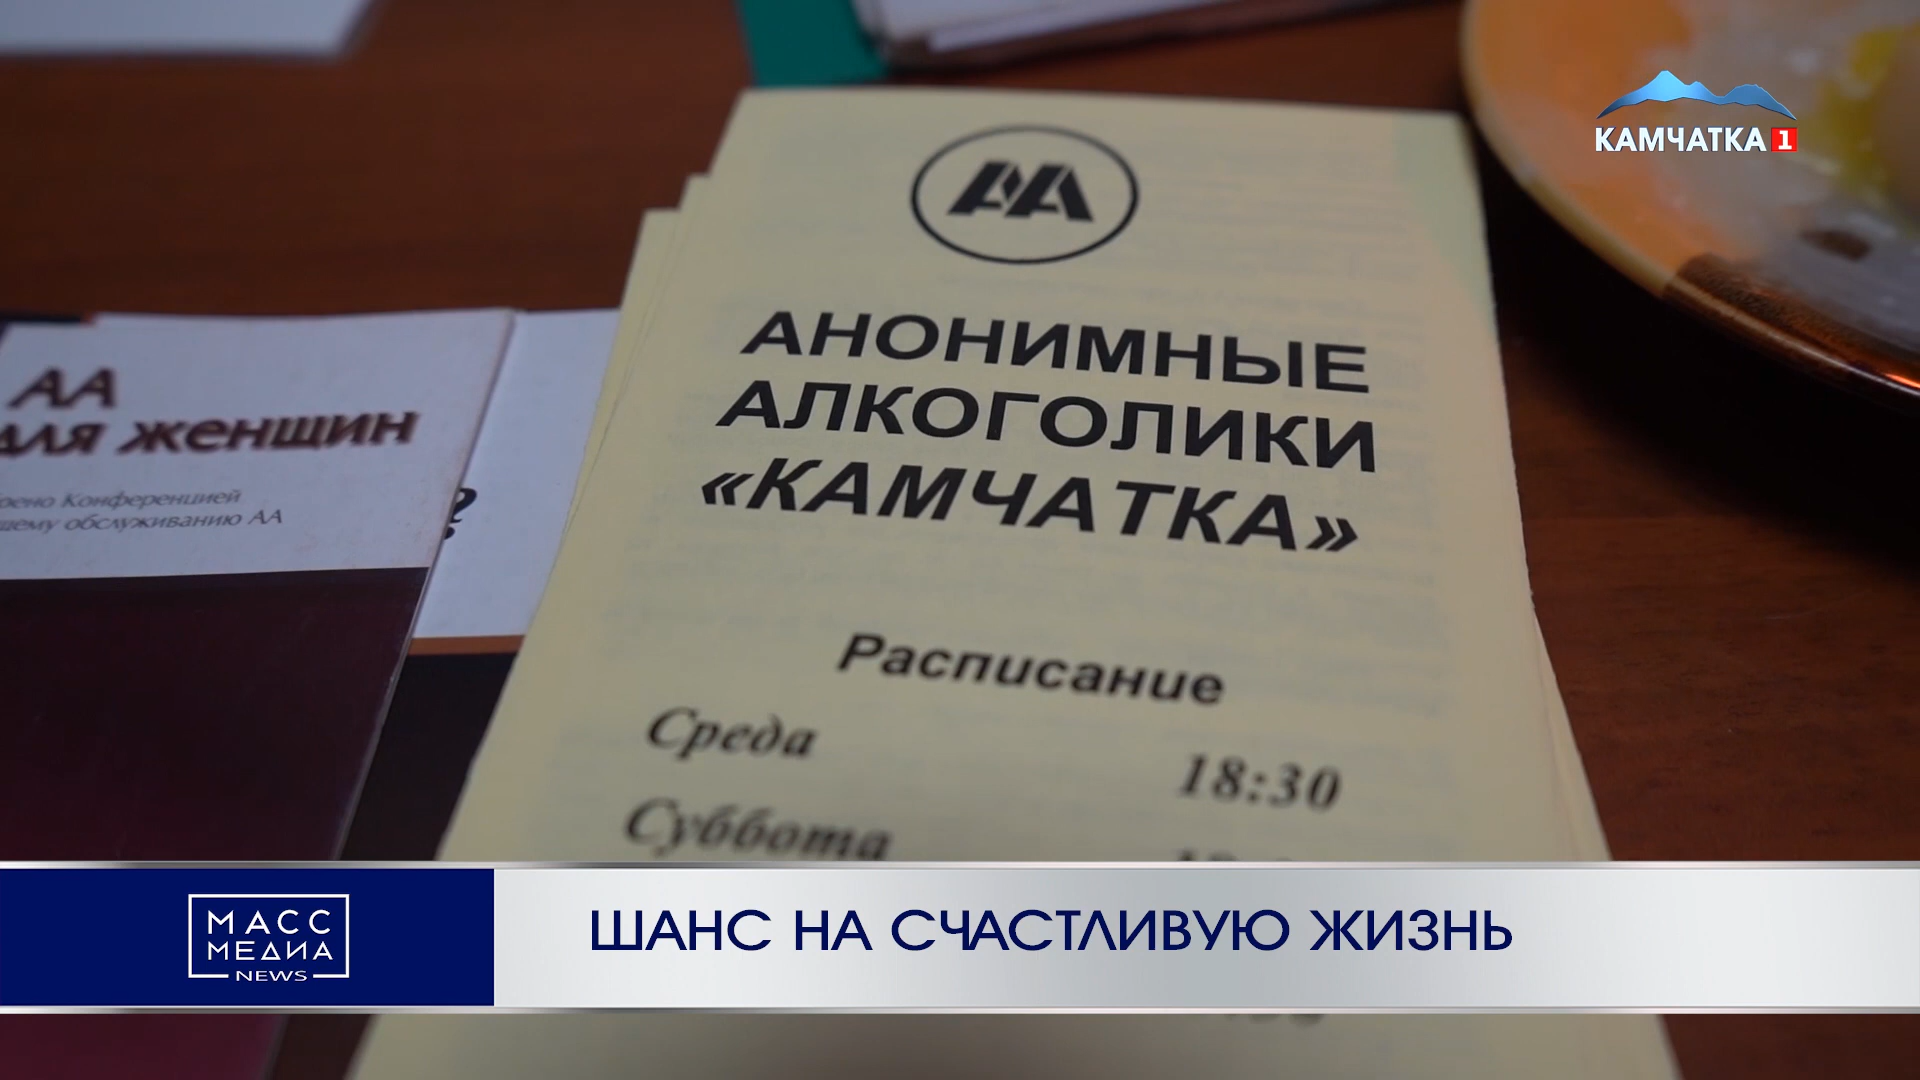 КАМЧАТКА 1
АА
АНОНИМНЫЕ
АЛКОГОЛИКИ
«КАМЧАТКА»
Расписание
Среда 18:30
Суббота
АА
для женщин
Конференцией
обслуживанию АА
?
МАСС
МЕДИА
NEWS
ШАНС НА СЧАСТЛИВУЮ ЖИЗНЬ